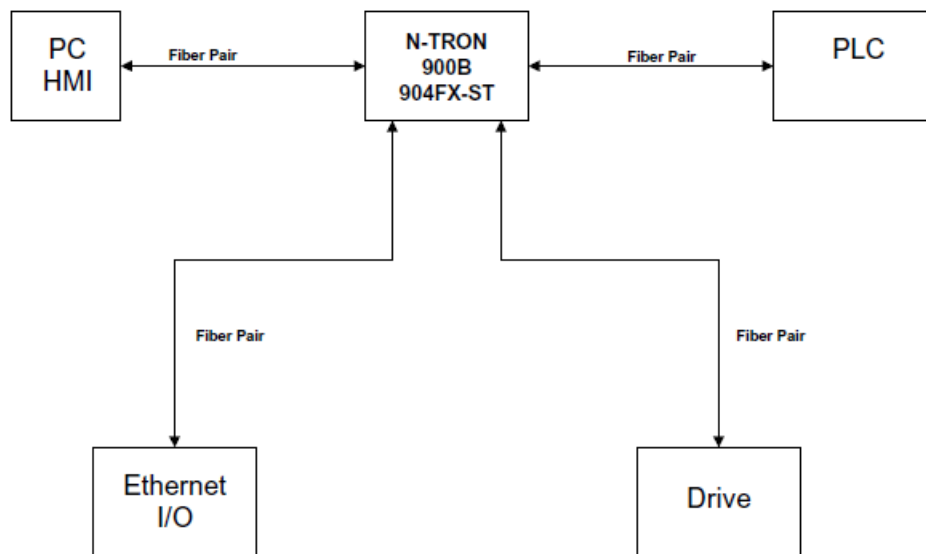 PC
HMI
Fiber Pair
N-TRON
900B
904FX-ST
Fiber Pair
PLC
Fiber Pair
Fiber Pair
Ethernet
I/O
Drive